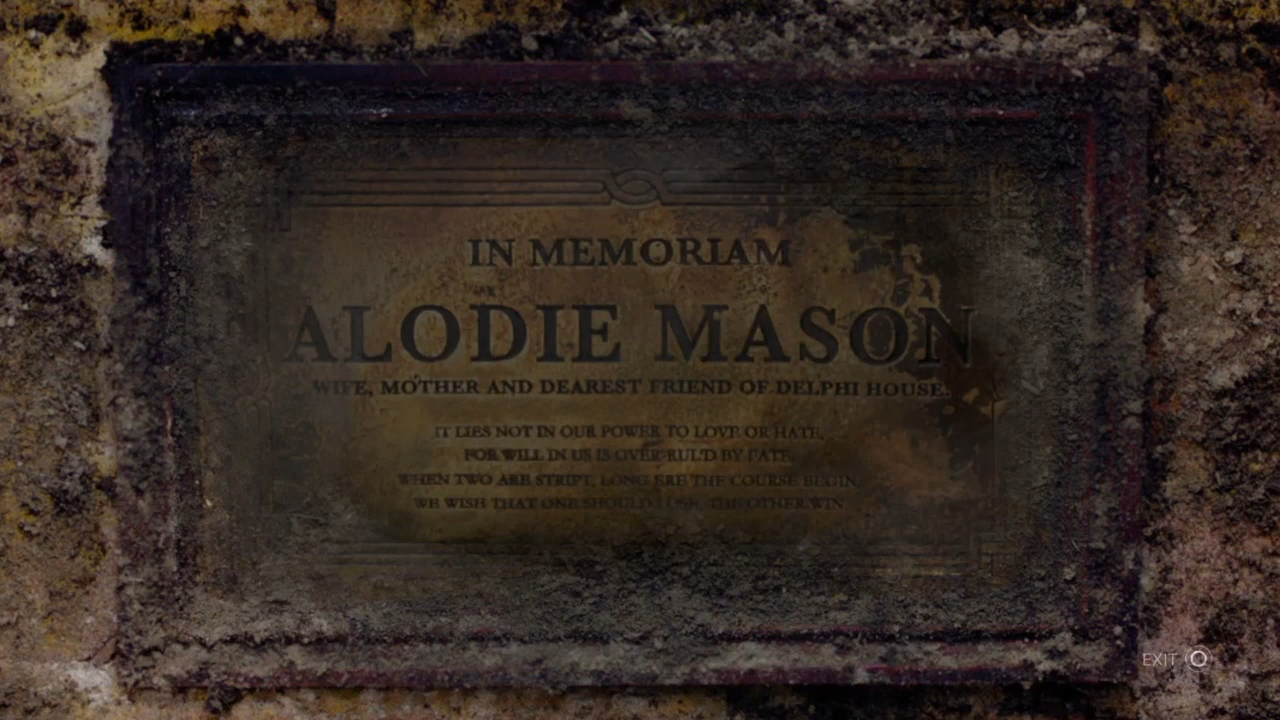 IN MEMORIAM
ALODIE MASON
WIFE, MOTHER AND DEAREST FRIEND OF DELPHI HOUSE.
IT LIES NOT IN OUR POWER TO LOVE OR HATE,
FOR WILL IN US IS OVER-RUL'D BY FATE.
WHEN TWO ARE STRIPT, LONG ERE THE COURSE BEGIN,
WE WISH THAT ONE SHOULD LOSE, THE OTHER WIN
EXIT